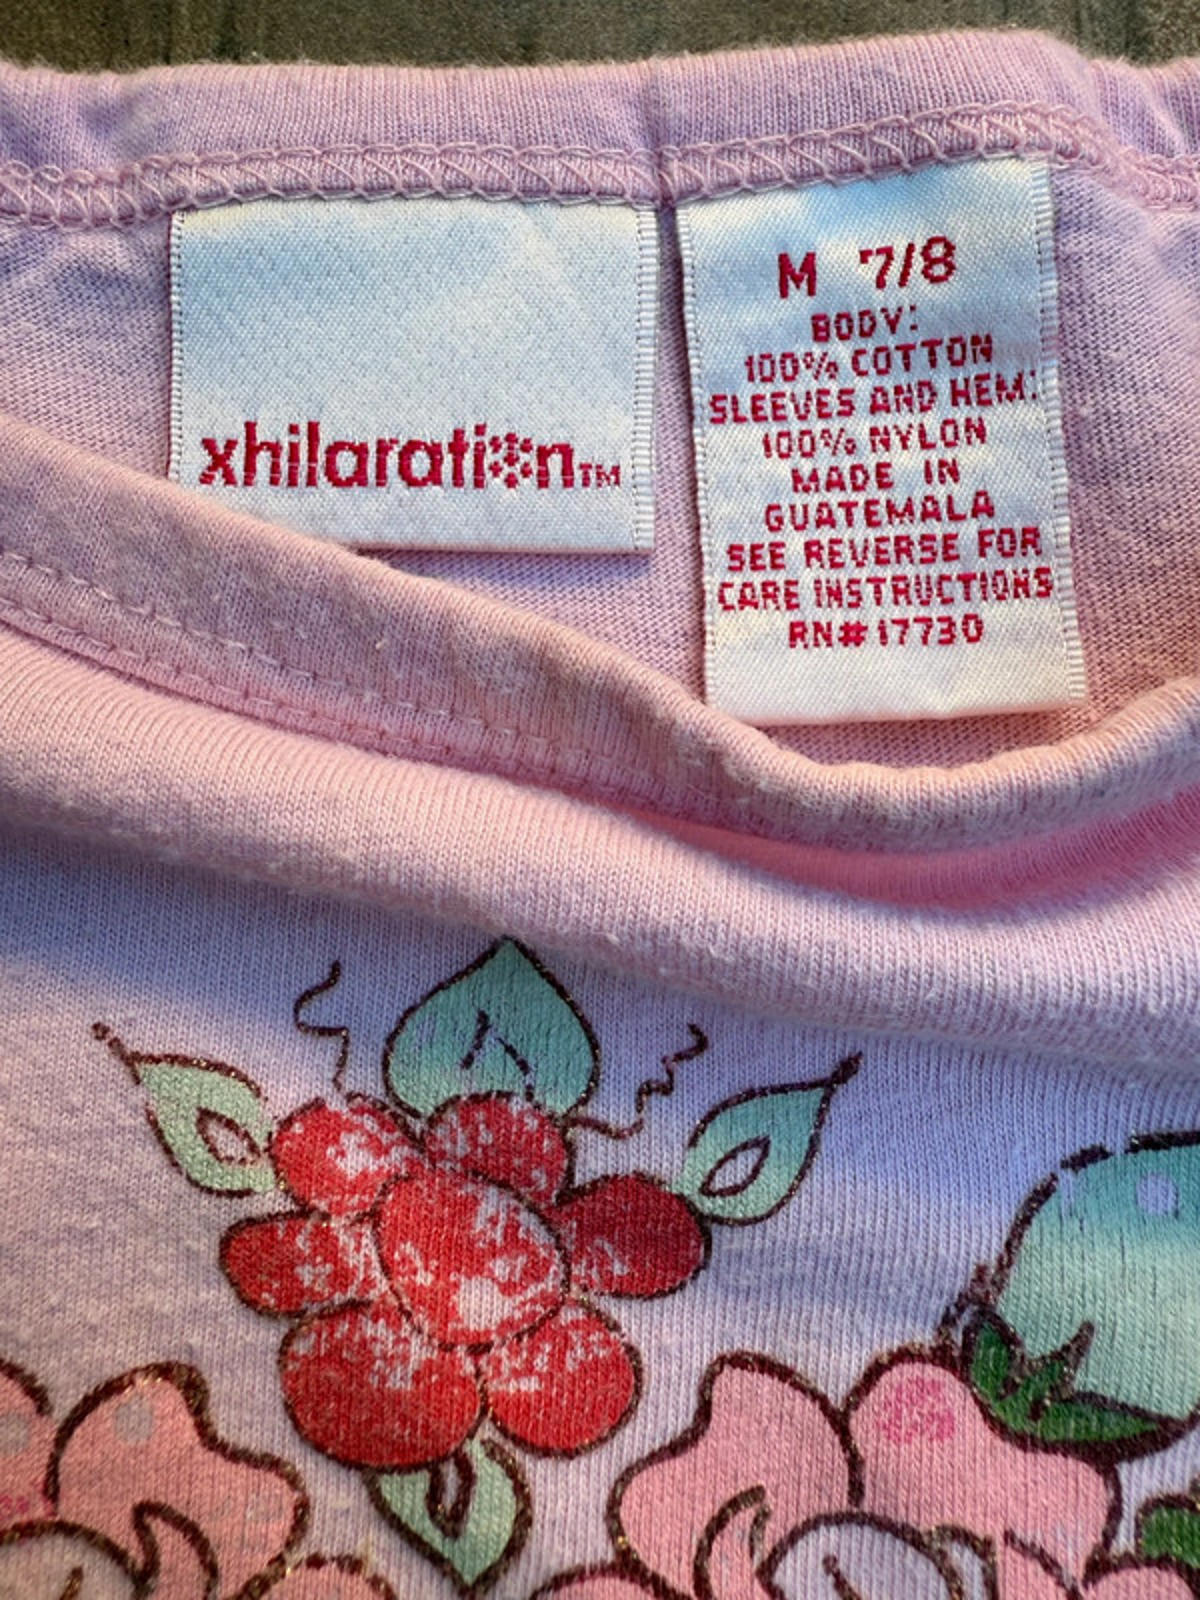 xhilaration™
M 7/8
BODY:
100% COTTON
SLEEVES AND HEM:
100% NYLON
MADE IN
GUATEMALA
SEE REVERSE FOR
CARE INSTRUCTIONS
RN# 17730